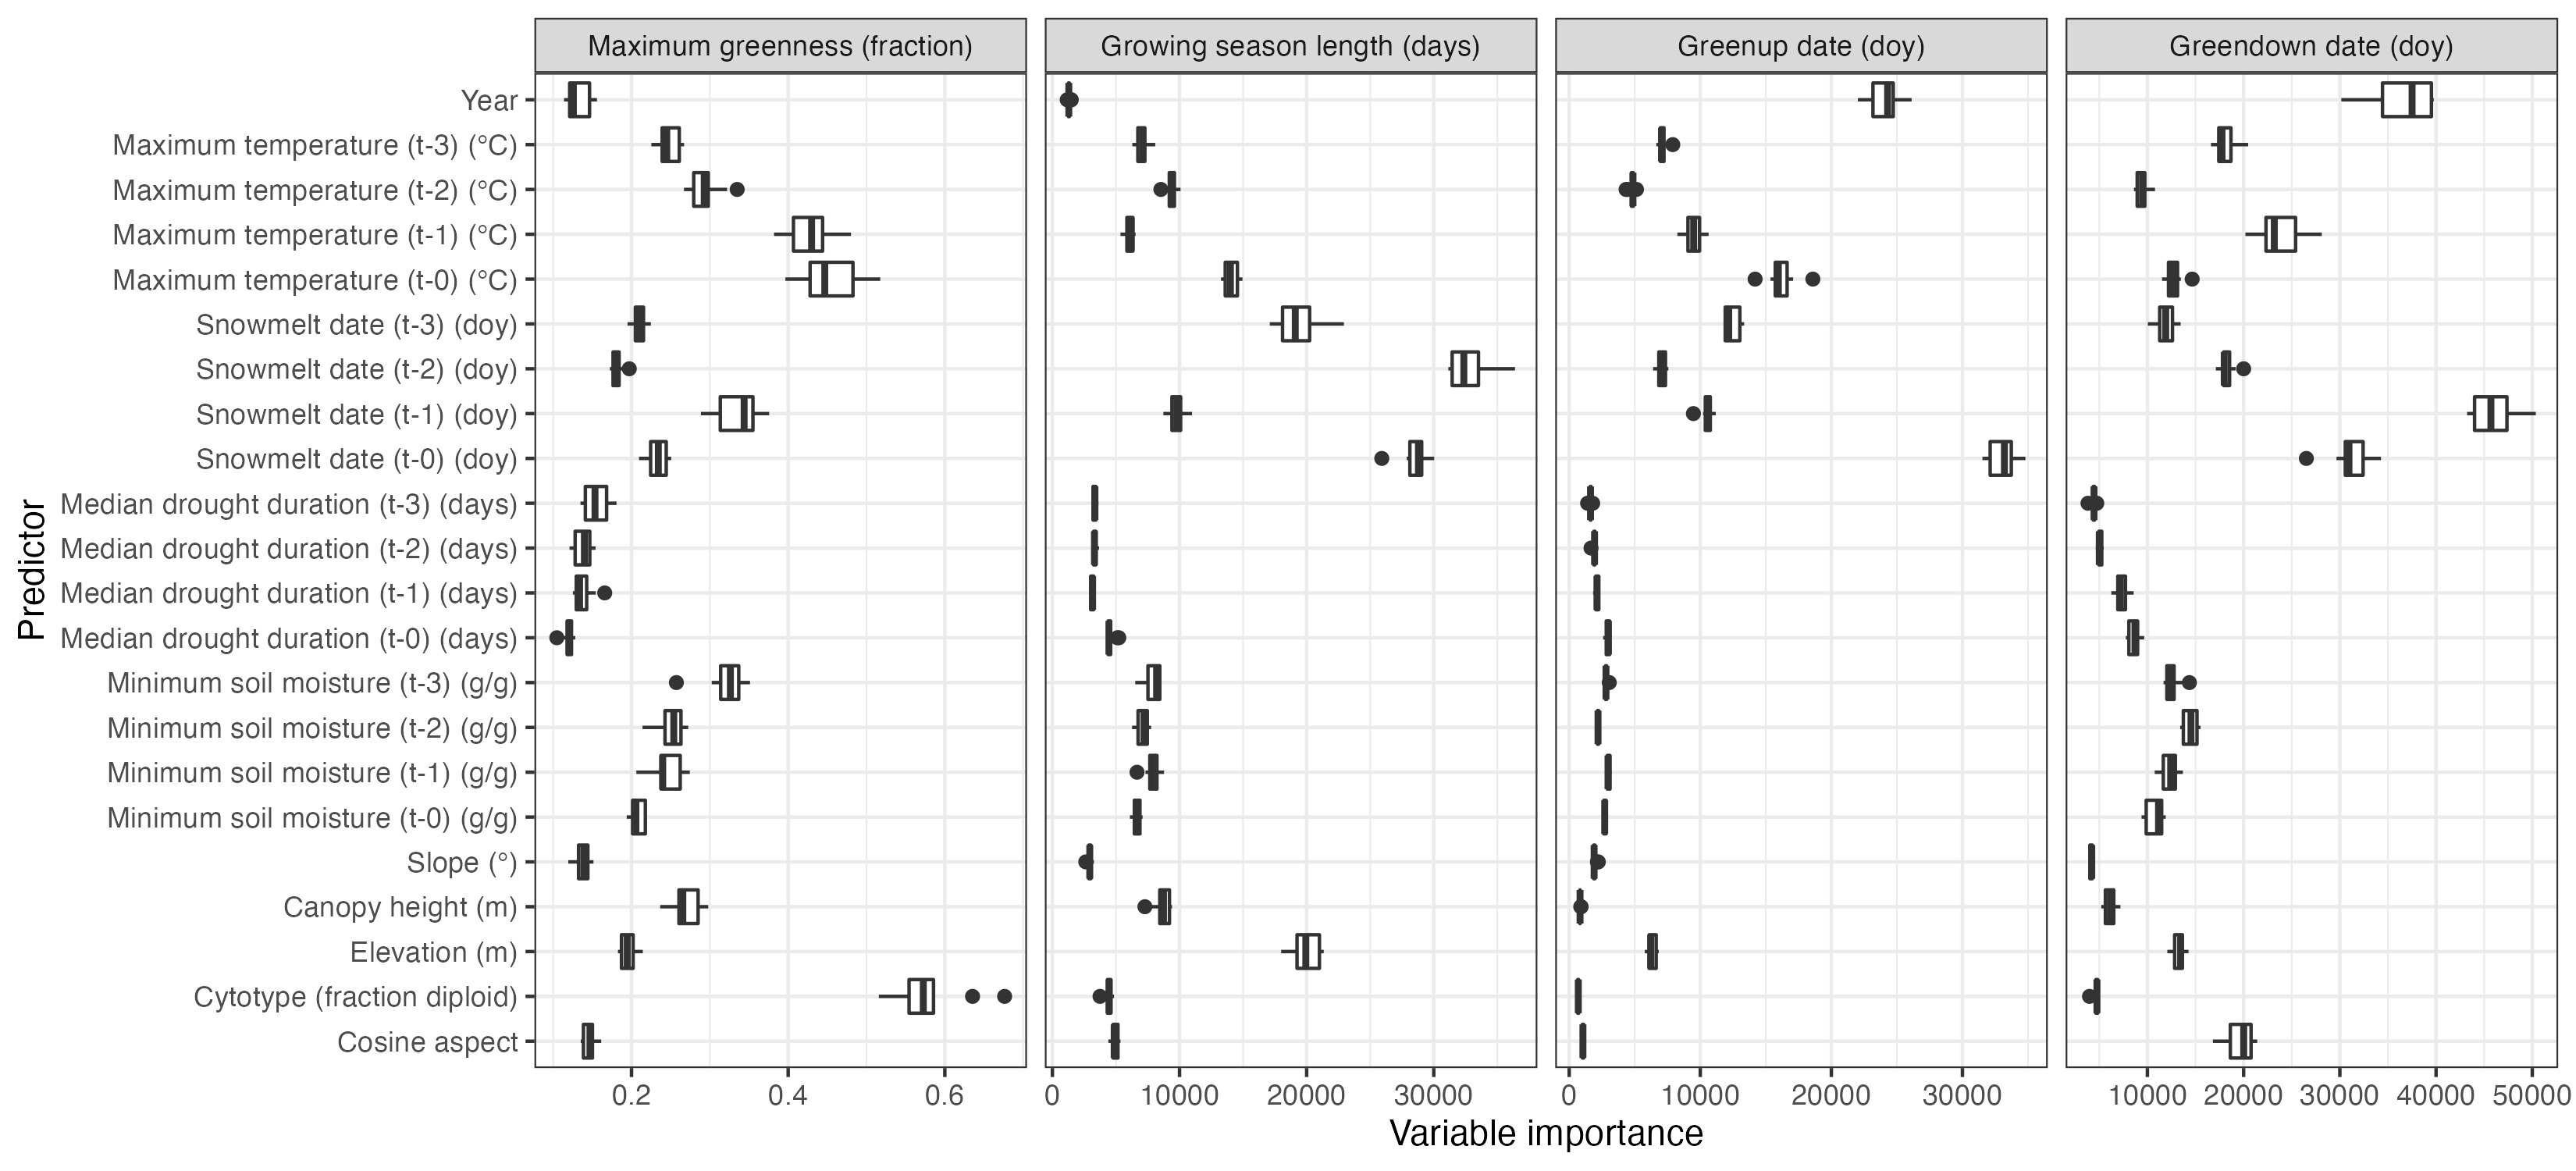 Maximum greenness (fraction)
Growing season length (days)
Greenup date (doy)
Greendown date (doy)
Predictor
Year
Maximum temperature (t-3) (°C)
Maximum temperature (t-2) (°C)
Maximum temperature (t-1) (°C)
Maximum temperature (t-0) (°C)
Snowmelt date (t-3) (doy)
Snowmelt date (t-2) (doy)
Snowmelt date (t-1) (doy)
Snowmelt date (t-0) (doy)
Median drought duration (t-3) (days)
Median drought duration (t-2) (days)
Median drought duration (t-1) (days)
Median drought duration (t-0) (days)
Minimum soil moisture (t-3) (g/g)
Minimum soil moisture (t-2) (g/g)
Minimum soil moisture (t-1) (g/g)
Minimum soil moisture (t-0) (g/g)
Slope (°)
Canopy height (m)
Elevation (m)
Cytotype (fraction diploid)
Cosine aspect
0.2 0.4 0.6
0 10000 20000 30000
0 10000 20000 30000
10000 20000 30000 40000 50000
Variable importance